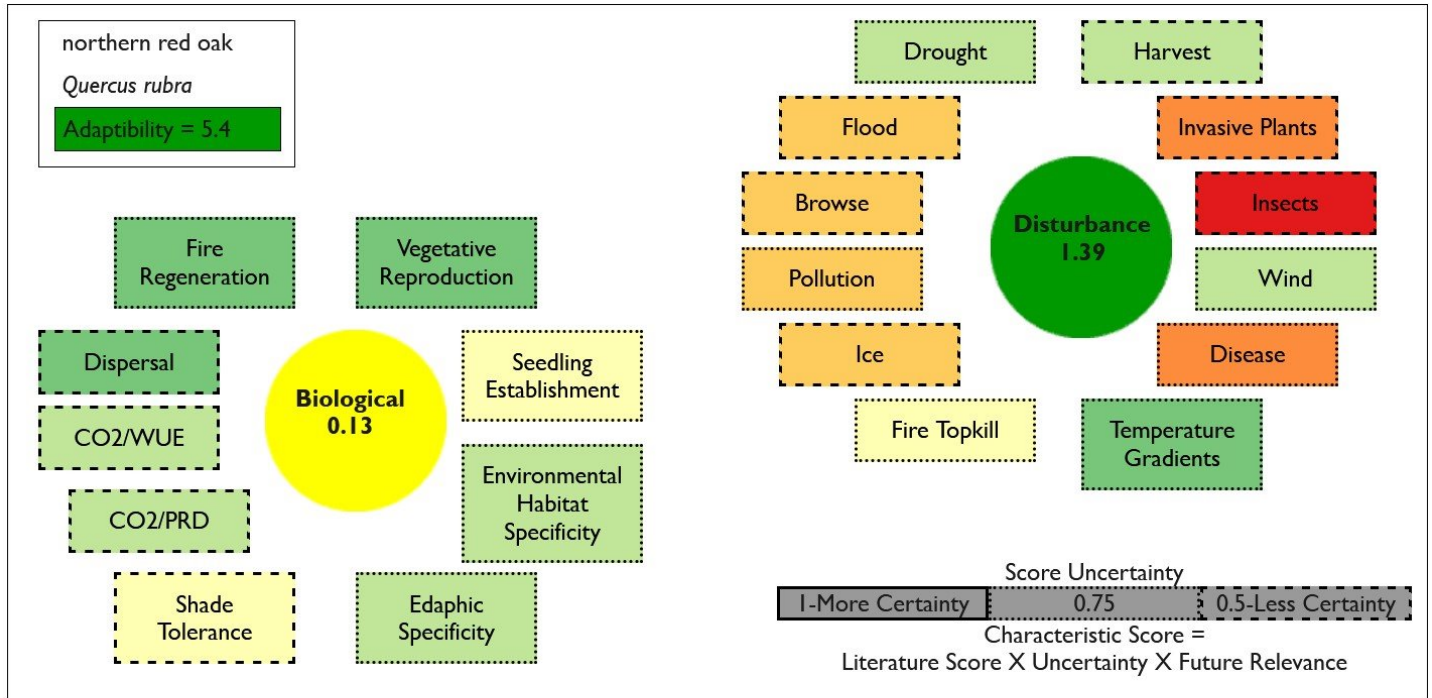 northern red oak
Quercus rubra
Adaptibility = 5.4
Fire
Regeneration
Vegetative
Reproduction
Dispersal
Seedling
Establishment
Biological
0.13
CO2/WUE
Environmental
Habitat
Specificity
CO2/PRD
Shade
Tolerance
Edaphic
Specificity
Drought
Harvest
Flood
Invasive Plants
Browse
Insects
Disturbance
1.39
Pollution
Wind
Ice
Disease
Fire Topkill
Temperature
Gradients
Score Uncertainty
1-More Certainty
0.75
0.5-Less Certainty
Characteristic Score =
Literature Score X Uncertainty X Future Relevance